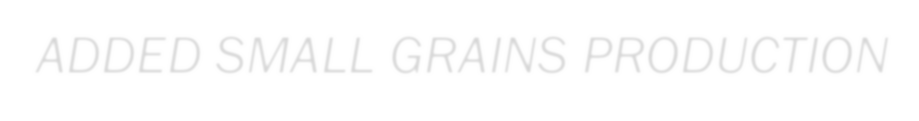 ADDED SMALL GRAINS PRODUCTION